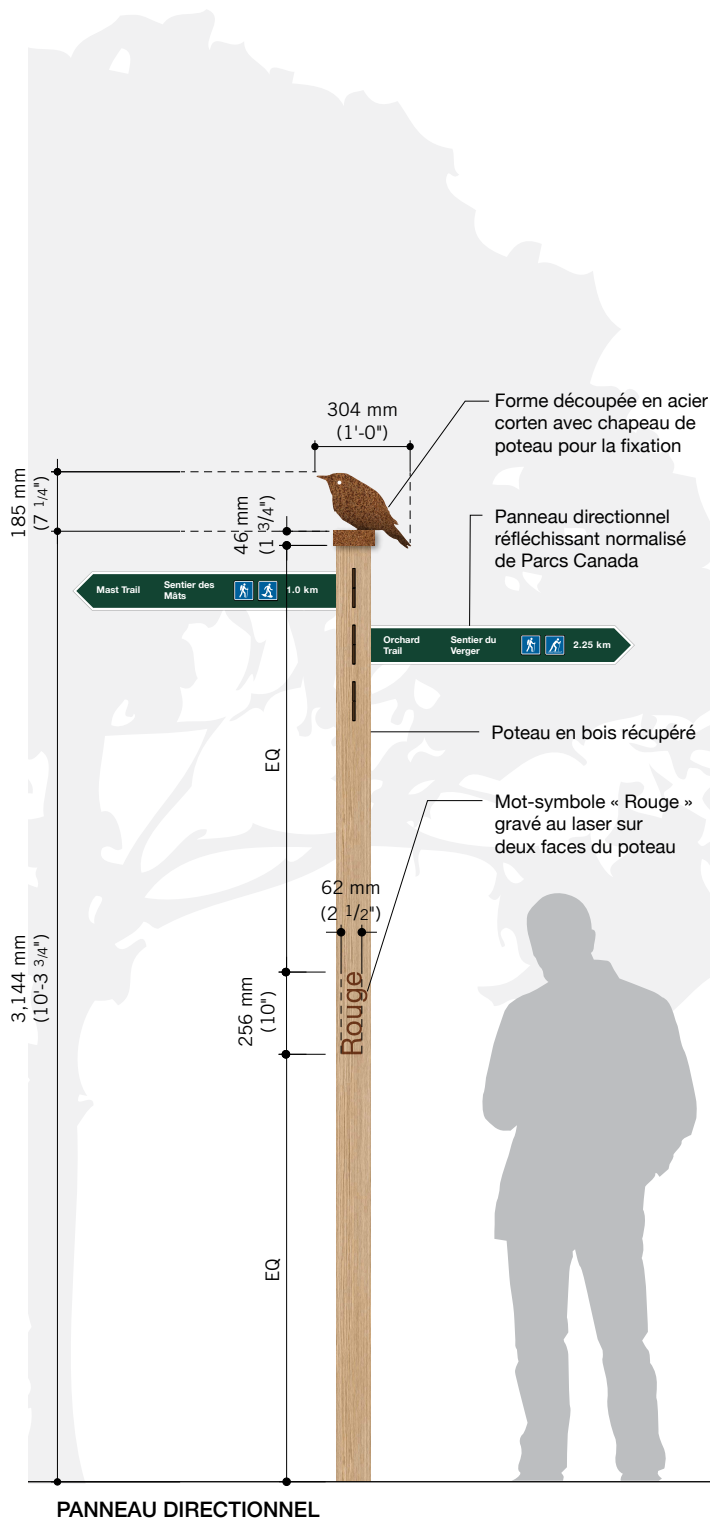 304 mm
(1'-0")
Forme découpée en acier
corten avec chapeau de
poteau pour la fixation
185 mm
(7 1/4")
46 mm
(1 3/4")
Panneau directionnel
réfléchissant normalisé
de Parcs Canada
Mast Trail
Sentier des
Mâts
1.0 km
Orchard
Trail
Sentier du
Verger
2.25 km
Poteau en bois récupéré
EQ
Mot-symbole « Rouge »
gravé au laser sur
deux faces du poteau
62 mm
(2 1/2")
3,144 mm
(10'-3 3/4")
256 mm
(10")
Rouge
EQ
PANNEAU DIRECTIONNEL